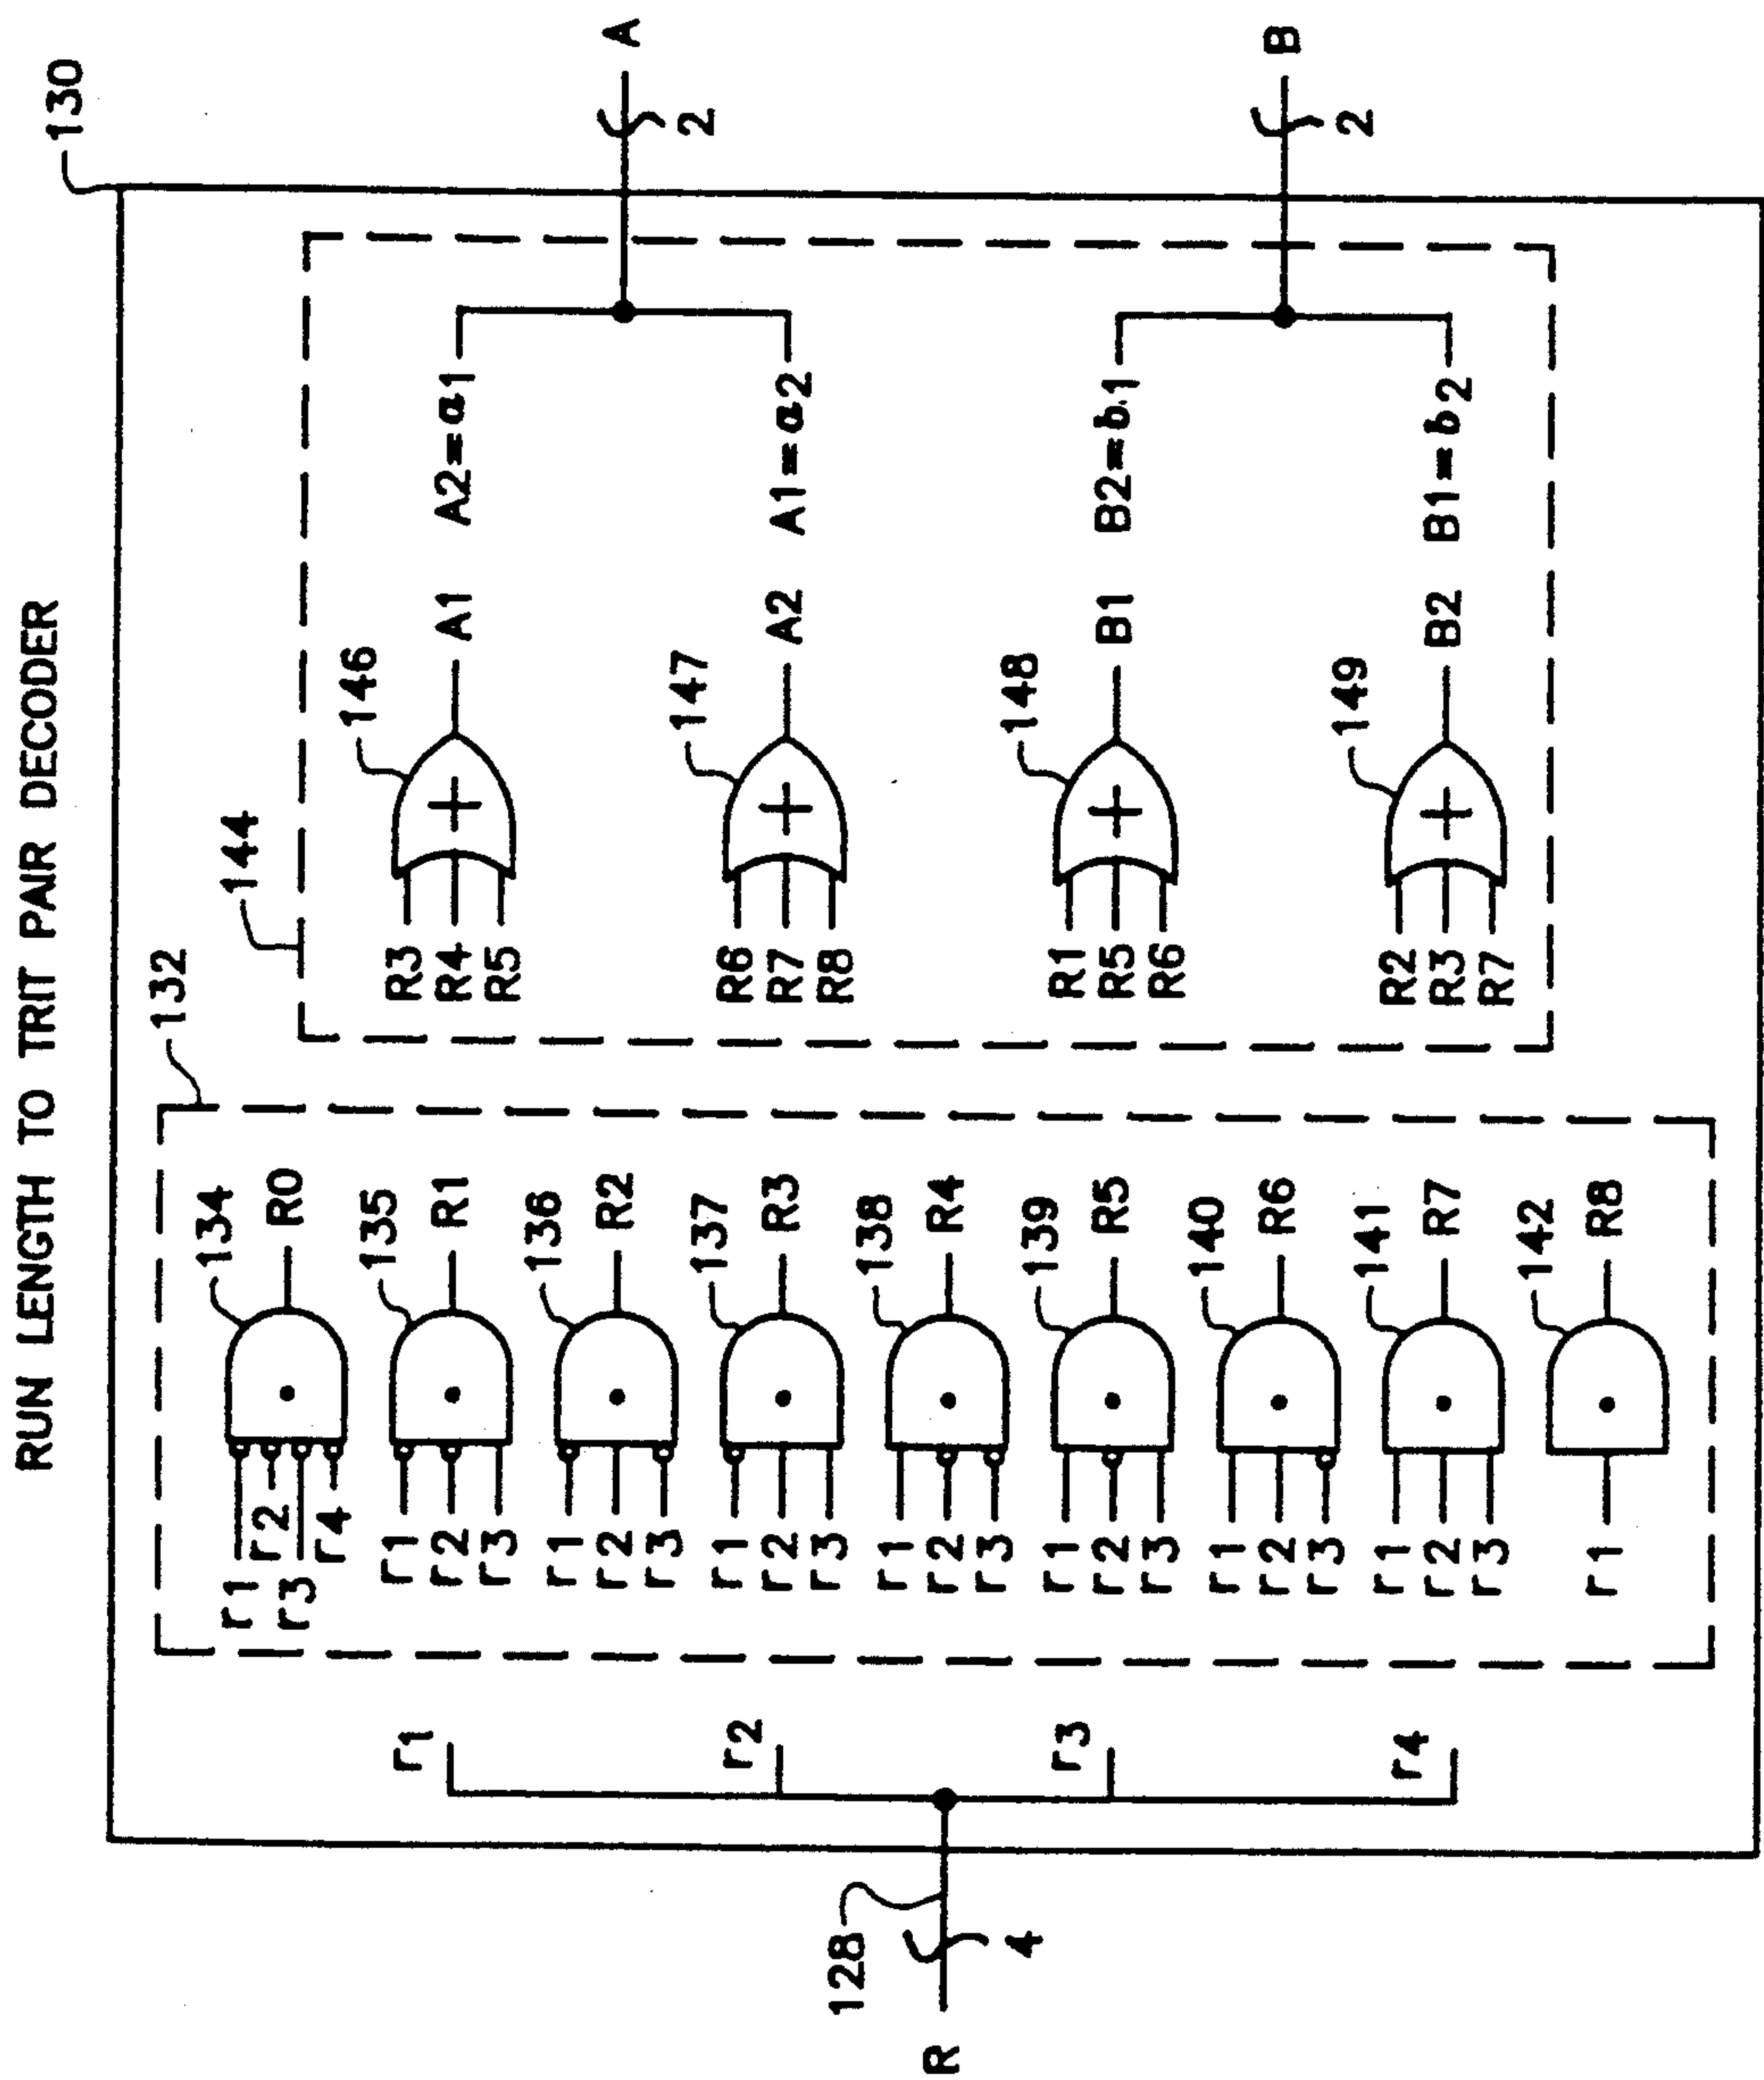 RUN LENGTH TO TRIT PAIR DECODER
130
132
144
128
R
4
r1
r2
r3
r4
r1
r2
r3
r4
134
R0
r1
r2
r3
135
R1
r1
r2
r3
136
R2
r1
r2
r3
137
R3
r1
r2
r3
138
R4
r1
r2
r3
139
R5
r1
r2
r3
140
R6
r1
r2
r3
141
R7
r1
142
R8
R3
R4
R5
146
A1 A2=a1
R6
R7
R8
147
A2 A1=a2
2
A
R1
R5
R6
148
B1 B2=b1
R2
R3
R7
149
B2 B1=b2
2
B